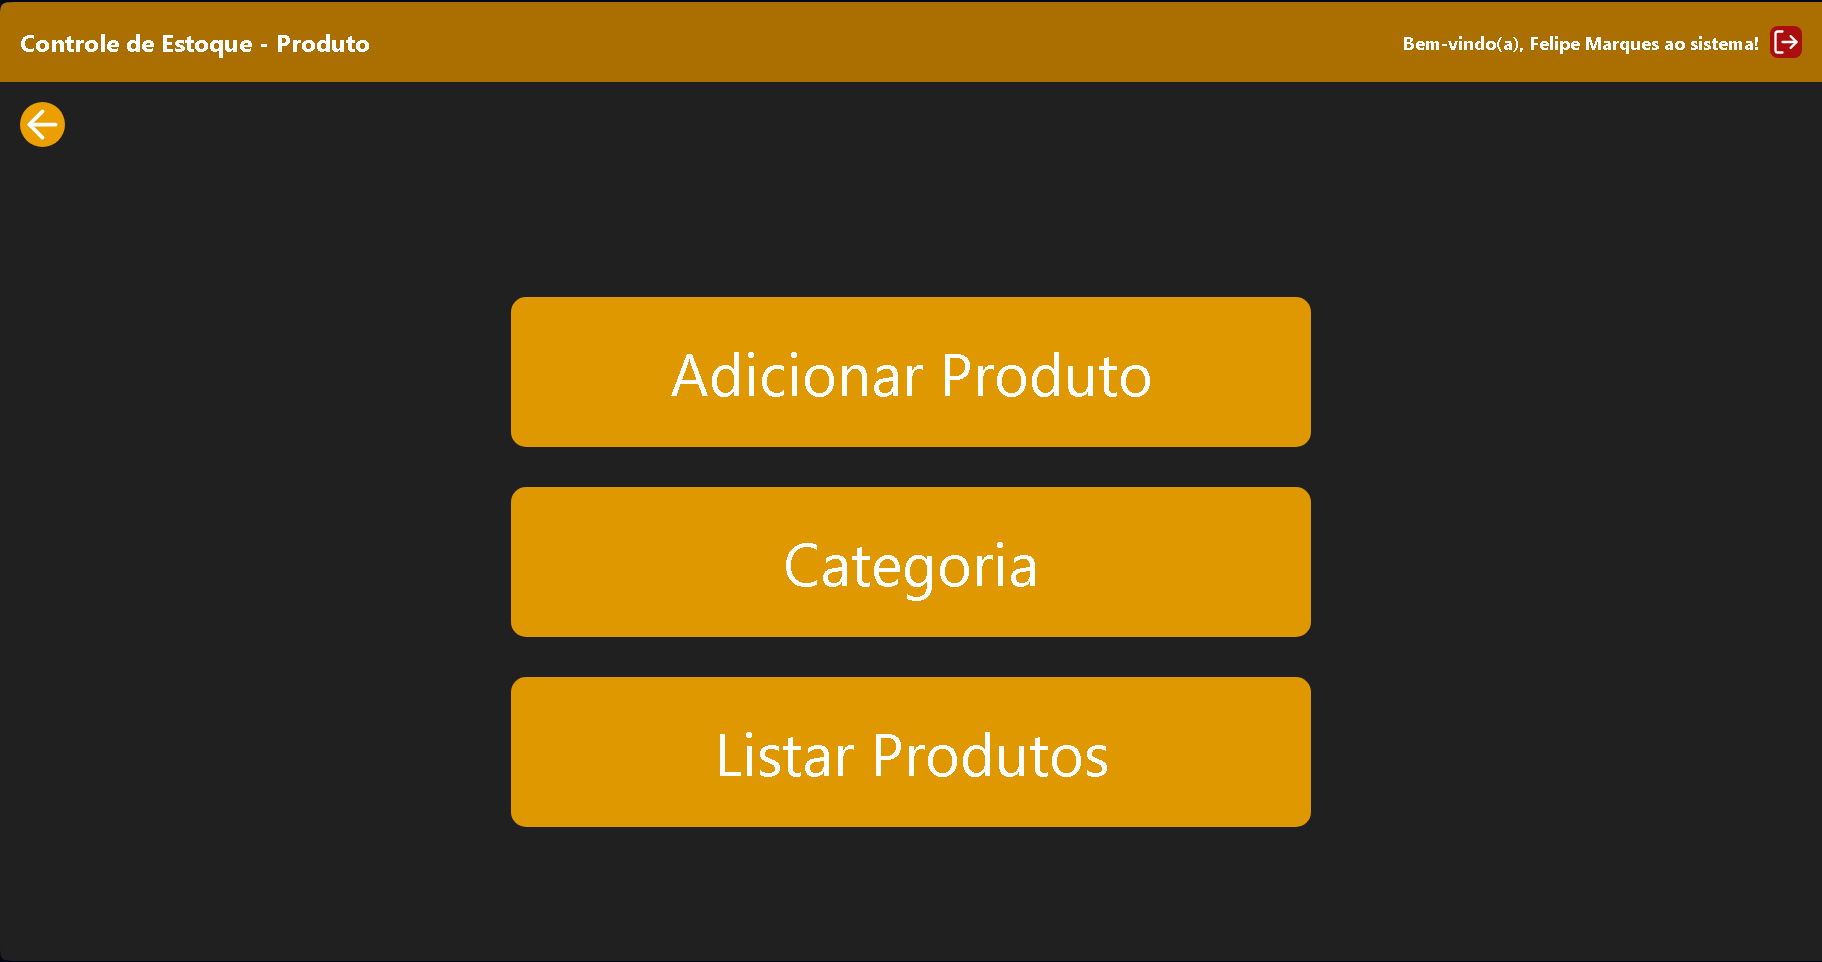 Controle de Estoque - Produto
Bem-vindo(a), Felipe Marques ao sistema!
Adicionar Produto
Categoria
Listar Produtos